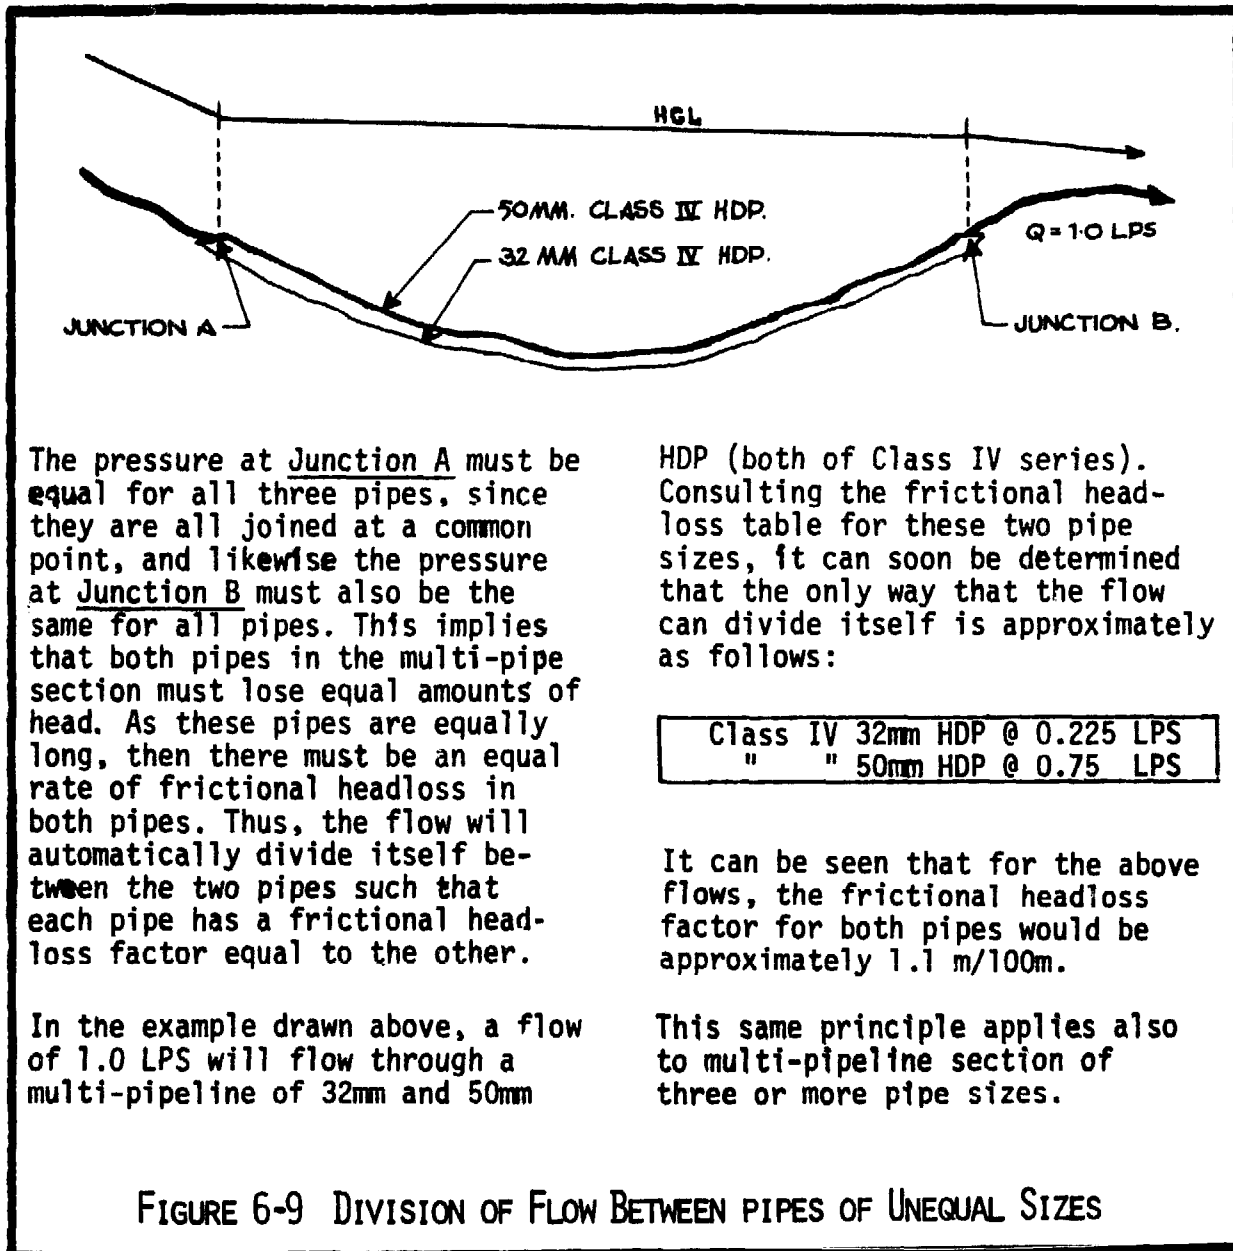 HGL
50MM. CLASS IV HDP.
32 MM CLASS IV HDP.
Q = 1.0 LPS
JUNCTION A
JUNCTION B.
The pressure at Junction A must be
equal for all three pipes, since
they are all joined at a common
point, and likewise the pressure
at Junction B must also be the
same for all pipes. This implies
that both pipes in the multi-pipe
section must lose equal amounts of
head. As these pipes are equally
long, then there must be an equal
rate of frictional headloss in
both pipes. Thus, the flow will
automatically divide itself be-
tween the two pipes such that
each pipe has a frictional head-
loss factor equal to the other.
In the example drawn above, a flow
of 1.0 LPS will flow through a
multi-pipeline of 32mm and 50mm
HDP (both of Class IV series).
Consulting the frictional head-
loss table for these two pipe
sizes, it can soon be determined
that the only way that the flow
can divide itself is approximately
as follows:
Class IV 32mm HDP @ 0.225 LPS
" " 50mm HDP @ 0.75 LPS
It can be seen that for the above
flows, the frictional headloss
factor for both pipes would be
approximately 1.1 m/100m.
This same principle applies also
to multi-pipeline section of
three or more pipe sizes.
FIGURE 6-9 DIVISION OF FLOW BETWEEN PIPES OF UNEQUAL SIZES